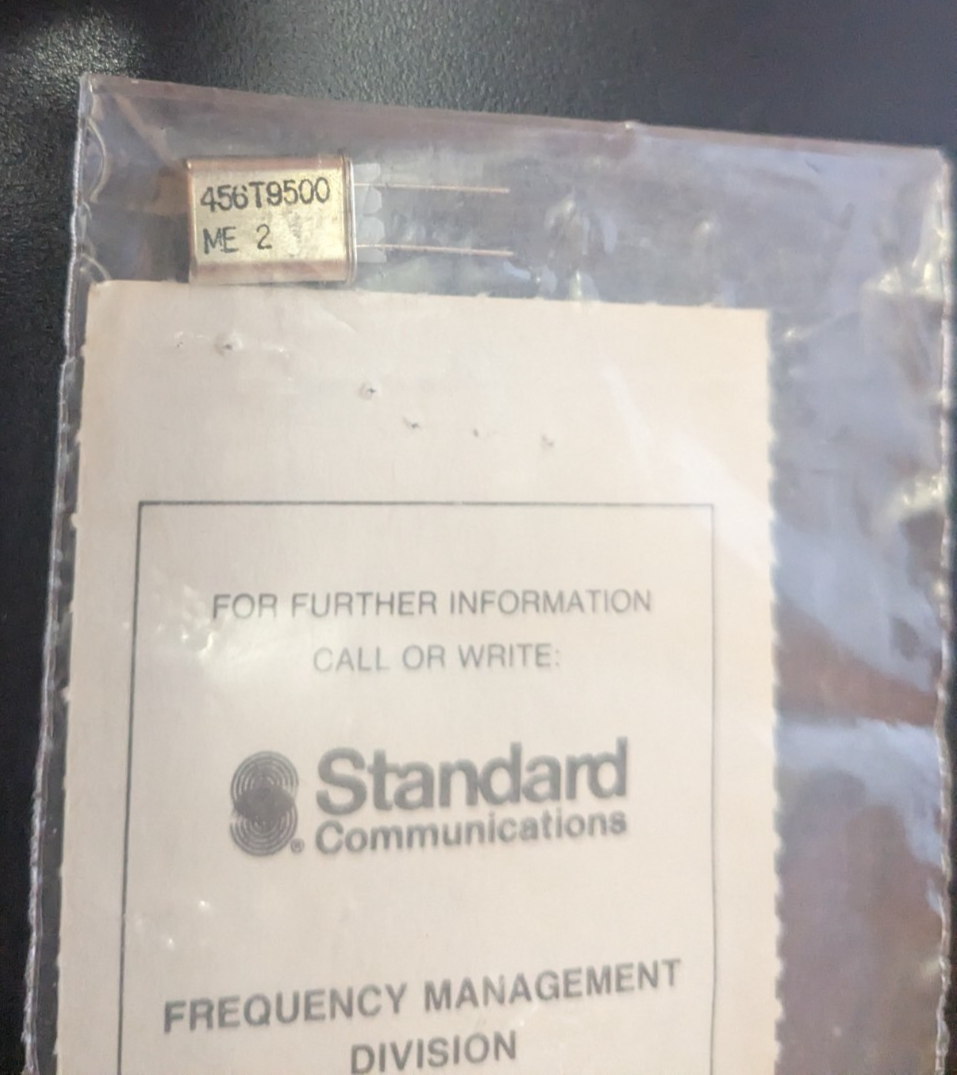 456T9500
ME 2
FOR FURTHER INFORMATION
CALL OR WRITE:
Standard
Communications
®
FREQUENCY MANAGEMENT
DIVISION